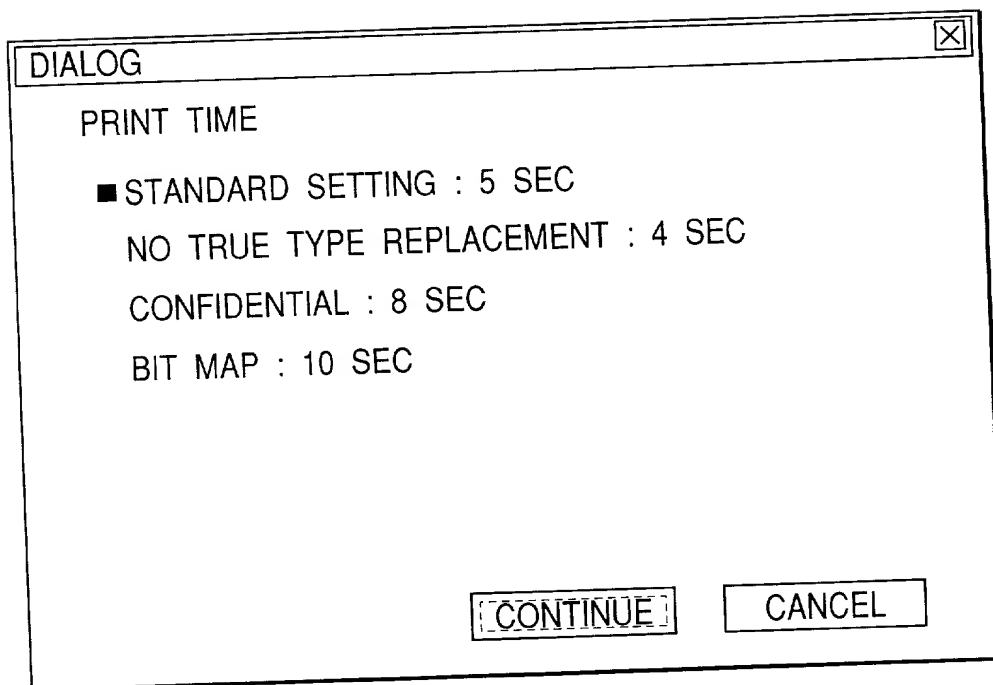 DIALOG
PRINT TIME
■ STANDARD SETTING : 5 SEC
NO TRUE TYPE REPLACEMENT : 4 SEC
CONFIDENTIAL : 8 SEC
BIT MAP : 10 SEC
CONTINUE CANCEL